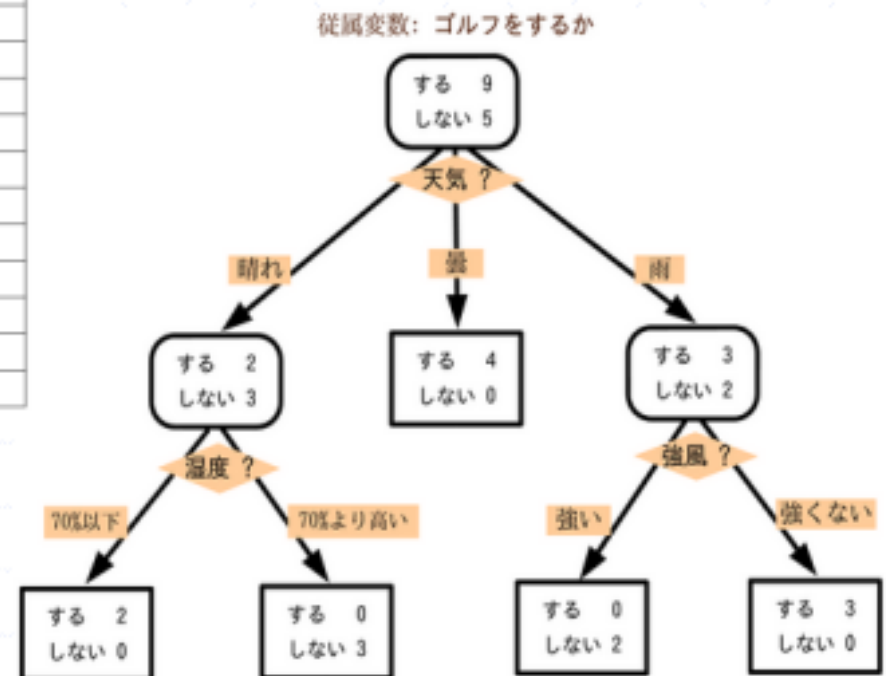 従属変数: ゴルフをするか
する 9
しない 5
天気 ?
晴れ
曇
雨
する 2
しない 3
する 4
しない 0
する 3
しない 2
湿度 ?
強風 ?
70%以下
70%より高い
強い
強くない
する 2
しない 0
する 0
しない 3
する 0
しない 2
する 3
しない 0